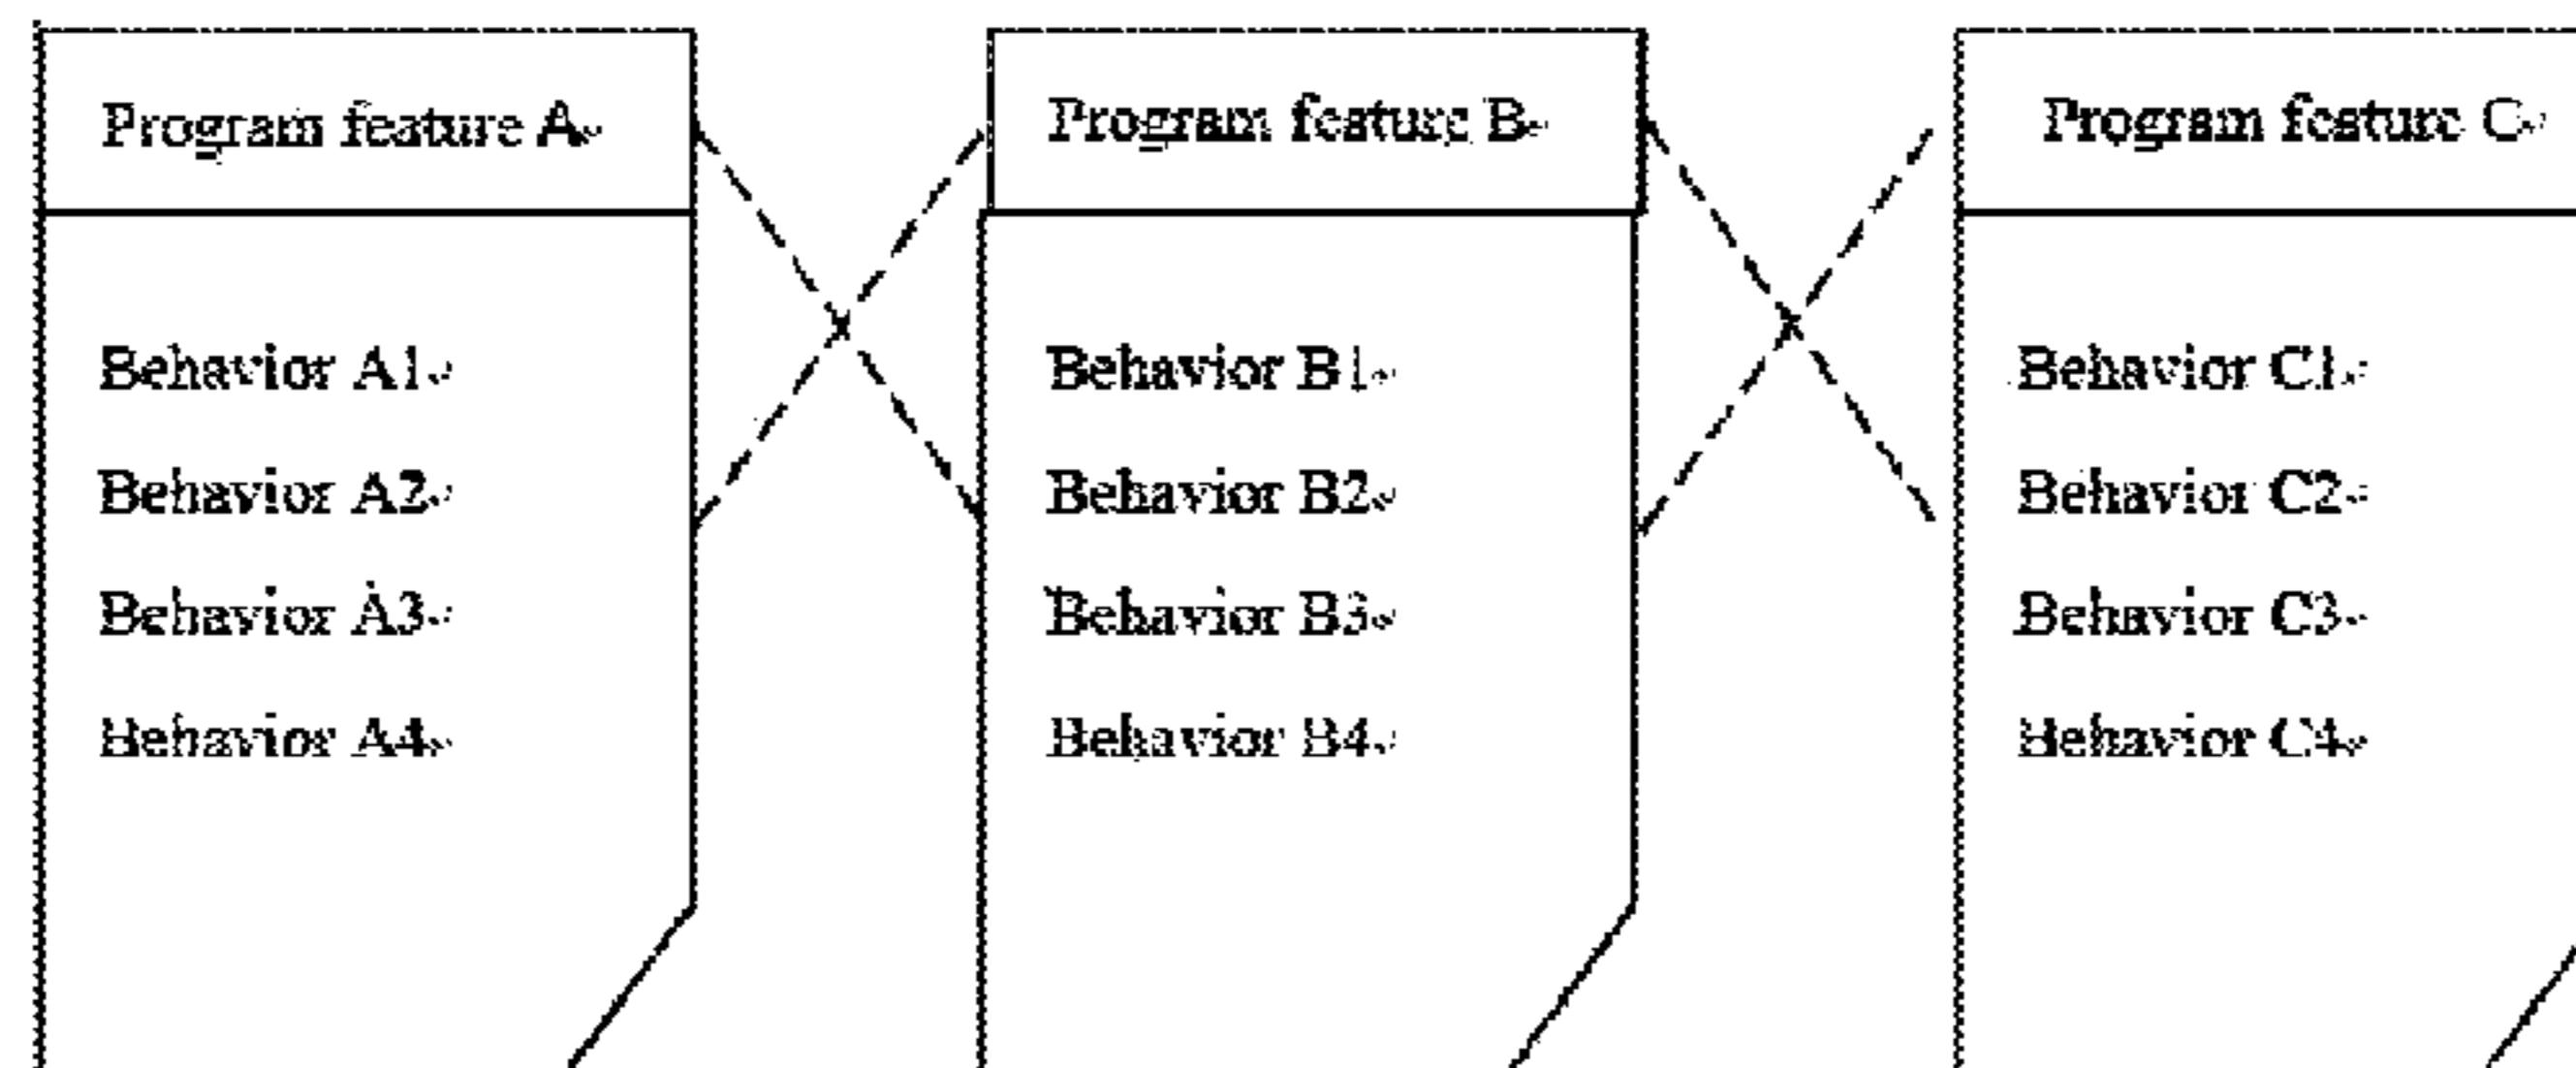 Program feature A
Behavior A1
Behavior A2
Behavior A3
Behavior A4
Program feature B
Behavior B1
Behavior B2
Behavior B3
Behavior B4
Program feature C
Behavior C1
Behavior C2
Behavior C3
Behavior C4